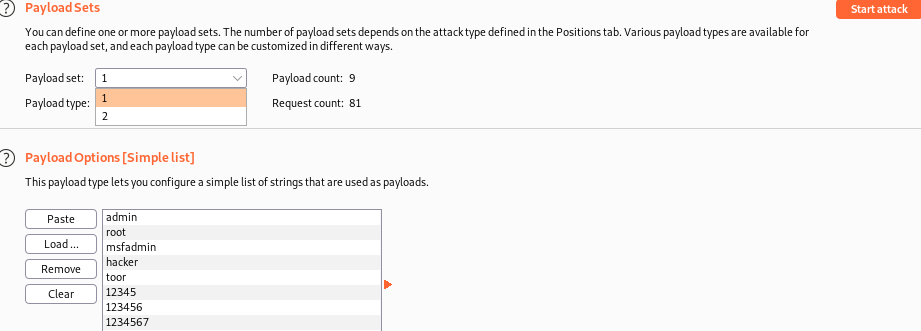 ? Payload Sets Start attack
You can define one or more payload sets. The number of payload sets depends on the attack type defined in the Positions tab. Various payload types are available for
each payload set, and each payload type can be customized in different ways.
Payload set: 1 Payload count: 9
Payload type: 1 Request count: 81
2
? Payload Options [Simple list]
This payload type lets you configure a simple list of strings that are used as payloads.
Paste admin
root
Load ... msfadmin
Remove hacker
toor
Clear 12345
123456
1234567